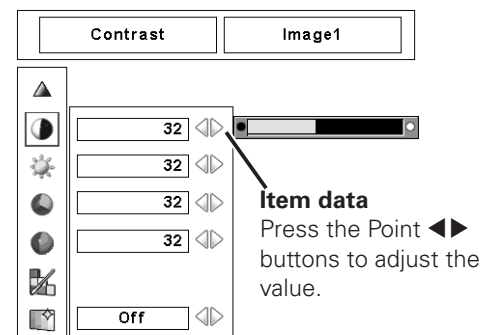 Contrast Image1
32
32
32
32
Off
Item data
Press the Point ◀▶
buttons to adjust the
value.